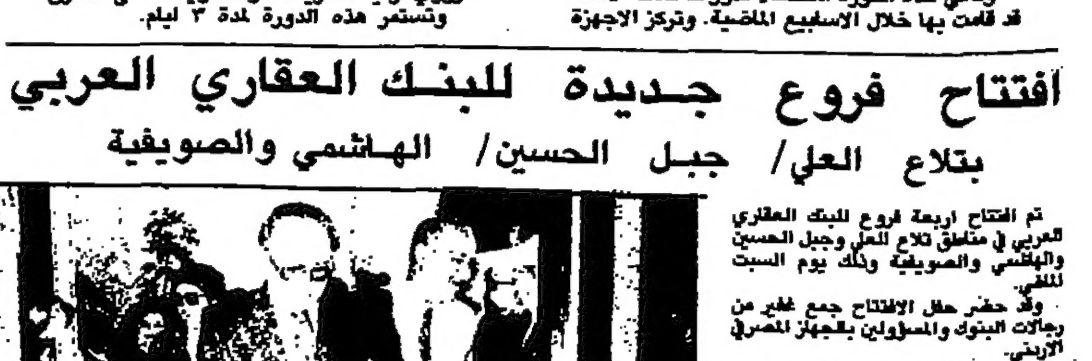 قد قامت بها خلال الاسابيع الماضية. وتركز الاجهزة
وتستمر هذه الدورة لمدة ٣ ايام.
افتتاح فروع جديدة للبنك العقاري العربي
بتلاع العلي/ جبل الحسين/ الهاشمي والصويفية
تم افتتاح اربعة فروع للبنك العقاري
العربي في مناطق تلاع العلي وجبل الحسين
والهاشمي والصويفية وذلك يوم السبت
الماضي.
وقد حضر حفل الافتتاح جمع غفير من
رجالات البنوك والمسؤولين بالجهاز المصرفي
الاردني.